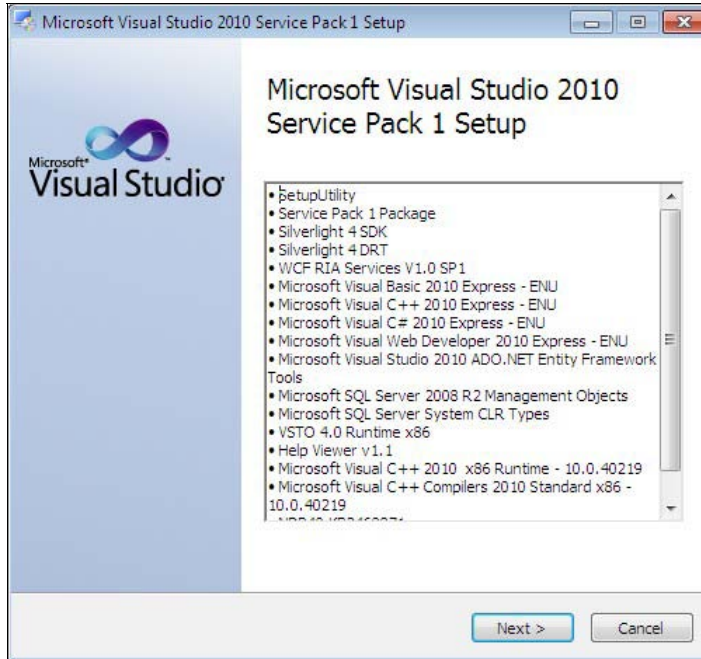 Microsoft Visual Studio 2010 Service Pack 1 Setup
Microsoft Visual Studio 2010
Service Pack 1 Setup
Microsoft®
Visual Studio
• SetupUtility
• Service Pack 1 Package
• Silverlight 4 SDK
• Silverlight 4 DRT
• WCF RIA Services V1.0 SP1
• Microsoft Visual Basic 2010 Express - ENU
• Microsoft Visual C++ 2010 Express - ENU
• Microsoft Visual C# 2010 Express - ENU
• Microsoft Visual Web Developer 2010 Express - ENU
• Microsoft Visual Studio 2010 ADO.NET Entity Framework
Tools
• Microsoft SQL Server 2008 R2 Management Objects
• Microsoft SQL Server System CLR Types
• VSTO 4.0 Runtime x86
• Help Viewer v1.1
• Microsoft Visual C++ 2010 x86 Runtime - 10.0.40219
• Microsoft Visual C++ Compilers 2010 Standard x86 -
10.0.40219
Next >
Cancel